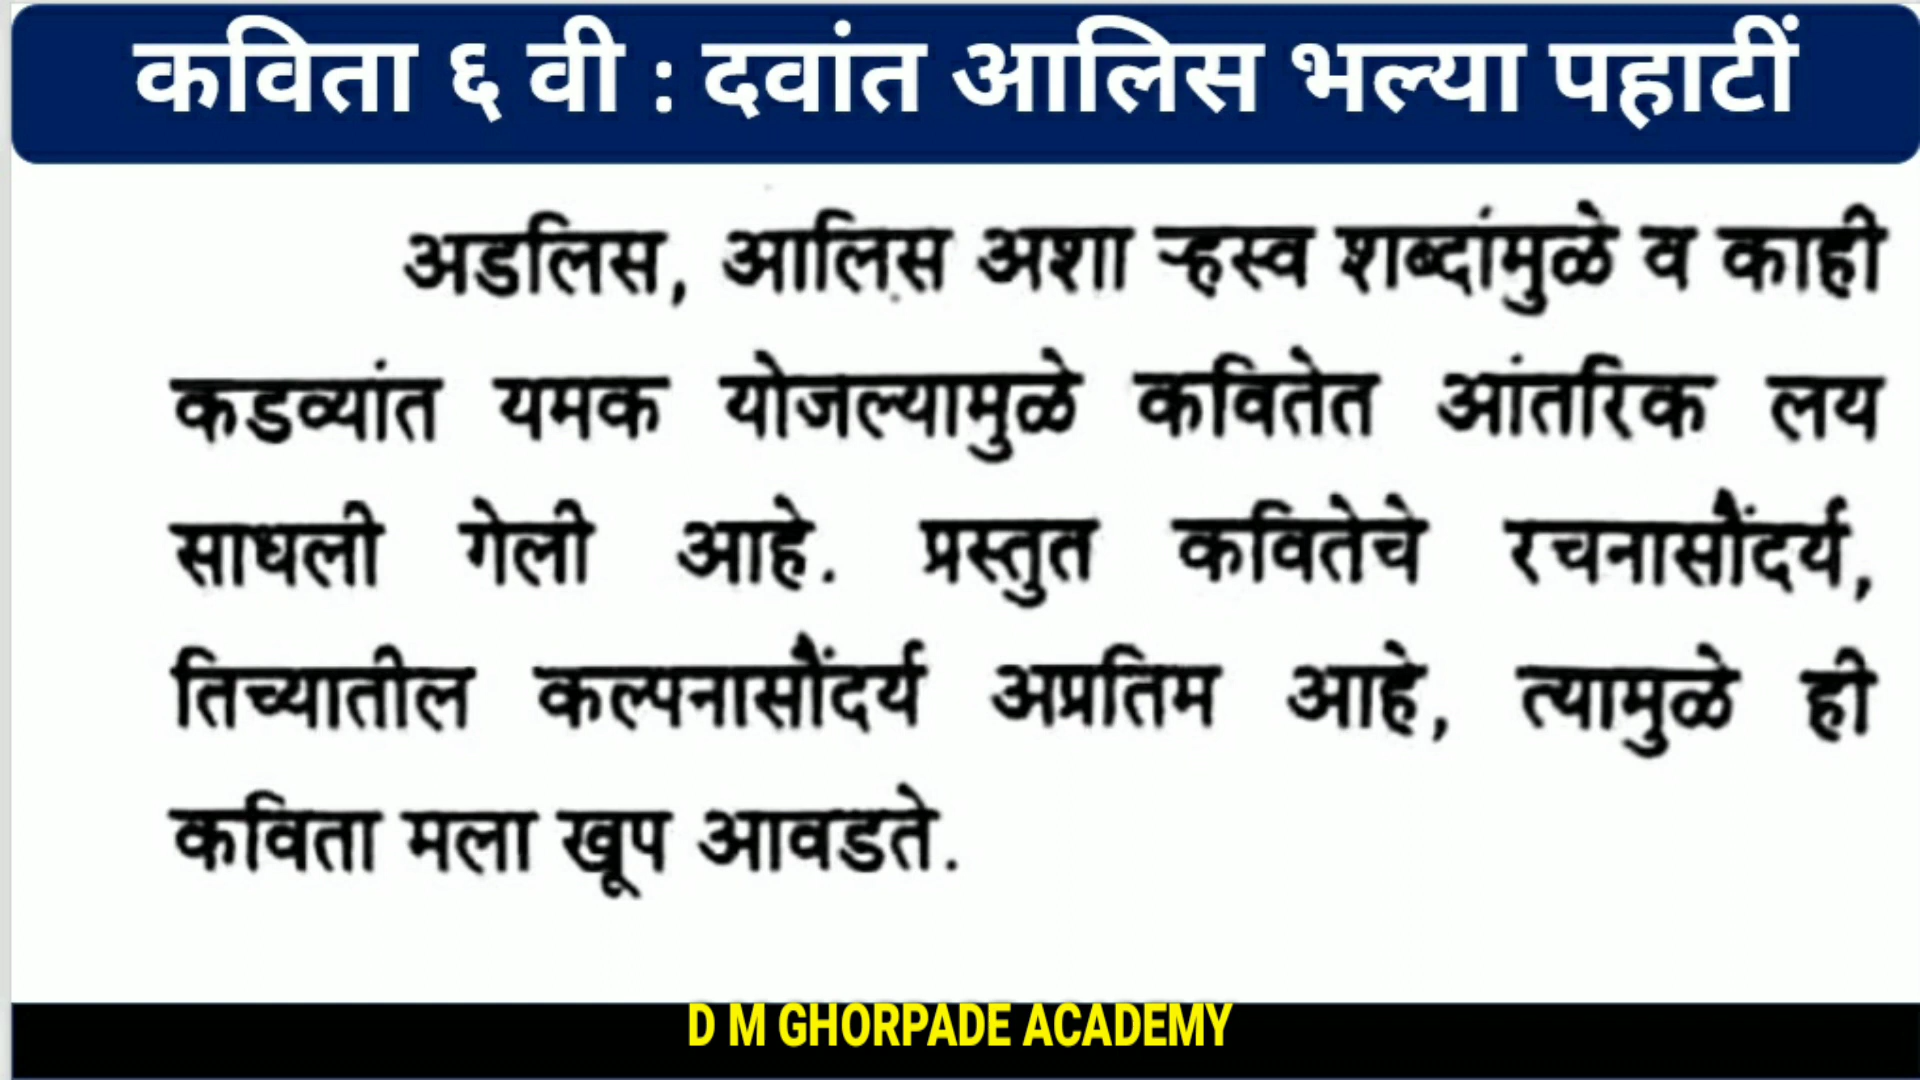 कविता ६ वी : दवांत आलिस भल्या पहाटीं
अडलिस, आलिस अशा ऱ्हस्व शब्दांमुळे व काही
कडव्यांत यमक योजल्यामुळे कवितेत आंतरिक लय
साधली गेली आहे. प्रस्तुत कवितेचे रचनासौंदर्य,
तिच्यातील कल्पनासौंदर्य अप्रतिम आहे, त्यामुळे ही
कविता मला खूप आवडते.
D M GHORPADE ACADEMY